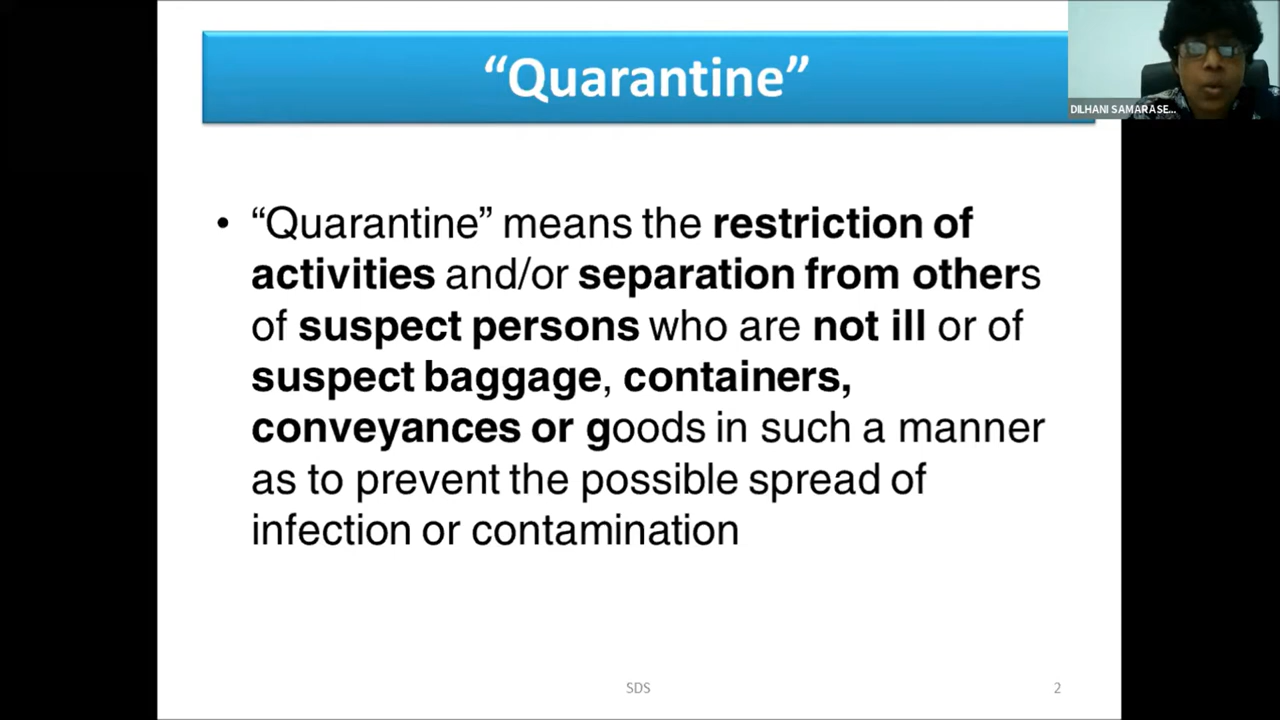 “Quarantine”
DILHANI SAMARASE...
• “Quarantine” means the restriction of
activities and/or separation from others
of suspect persons who are not ill or of
suspect baggage, containers,
conveyances or goods in such a manner
as to prevent the possible spread of
infection or contamination
SDS
2